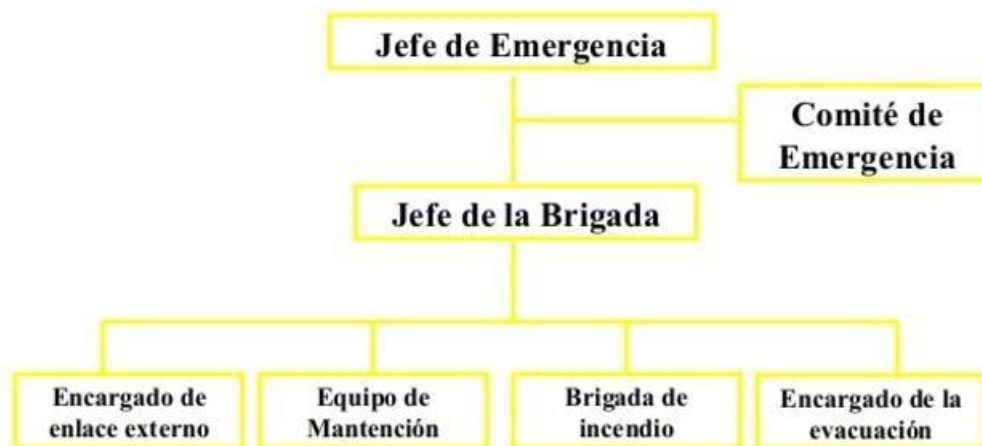 Jefe de Emergencia
Comité de
Emergencia
Jefe de la Brigada
Encargado de
enlace externo
Equipo de
Mantención
Brigada de
incendio
Encargado de la
evacuación